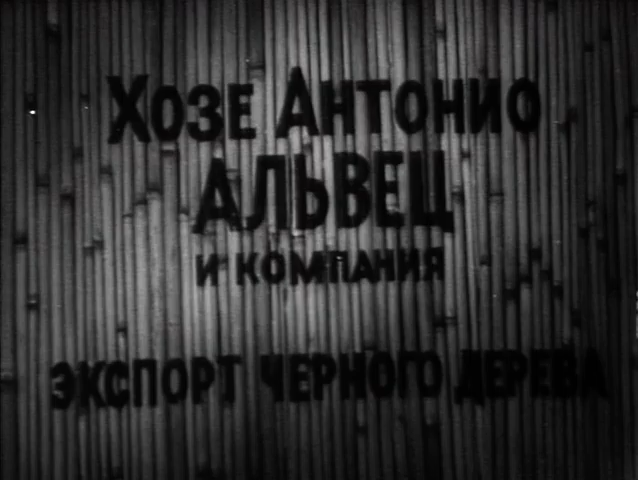 ХОЗЕ АНТОНИО
АЛЬВЕЦ
И КОМПАНИЯ
ЭКСПОРТ ЧЕРНОГО ДЕРЕВА